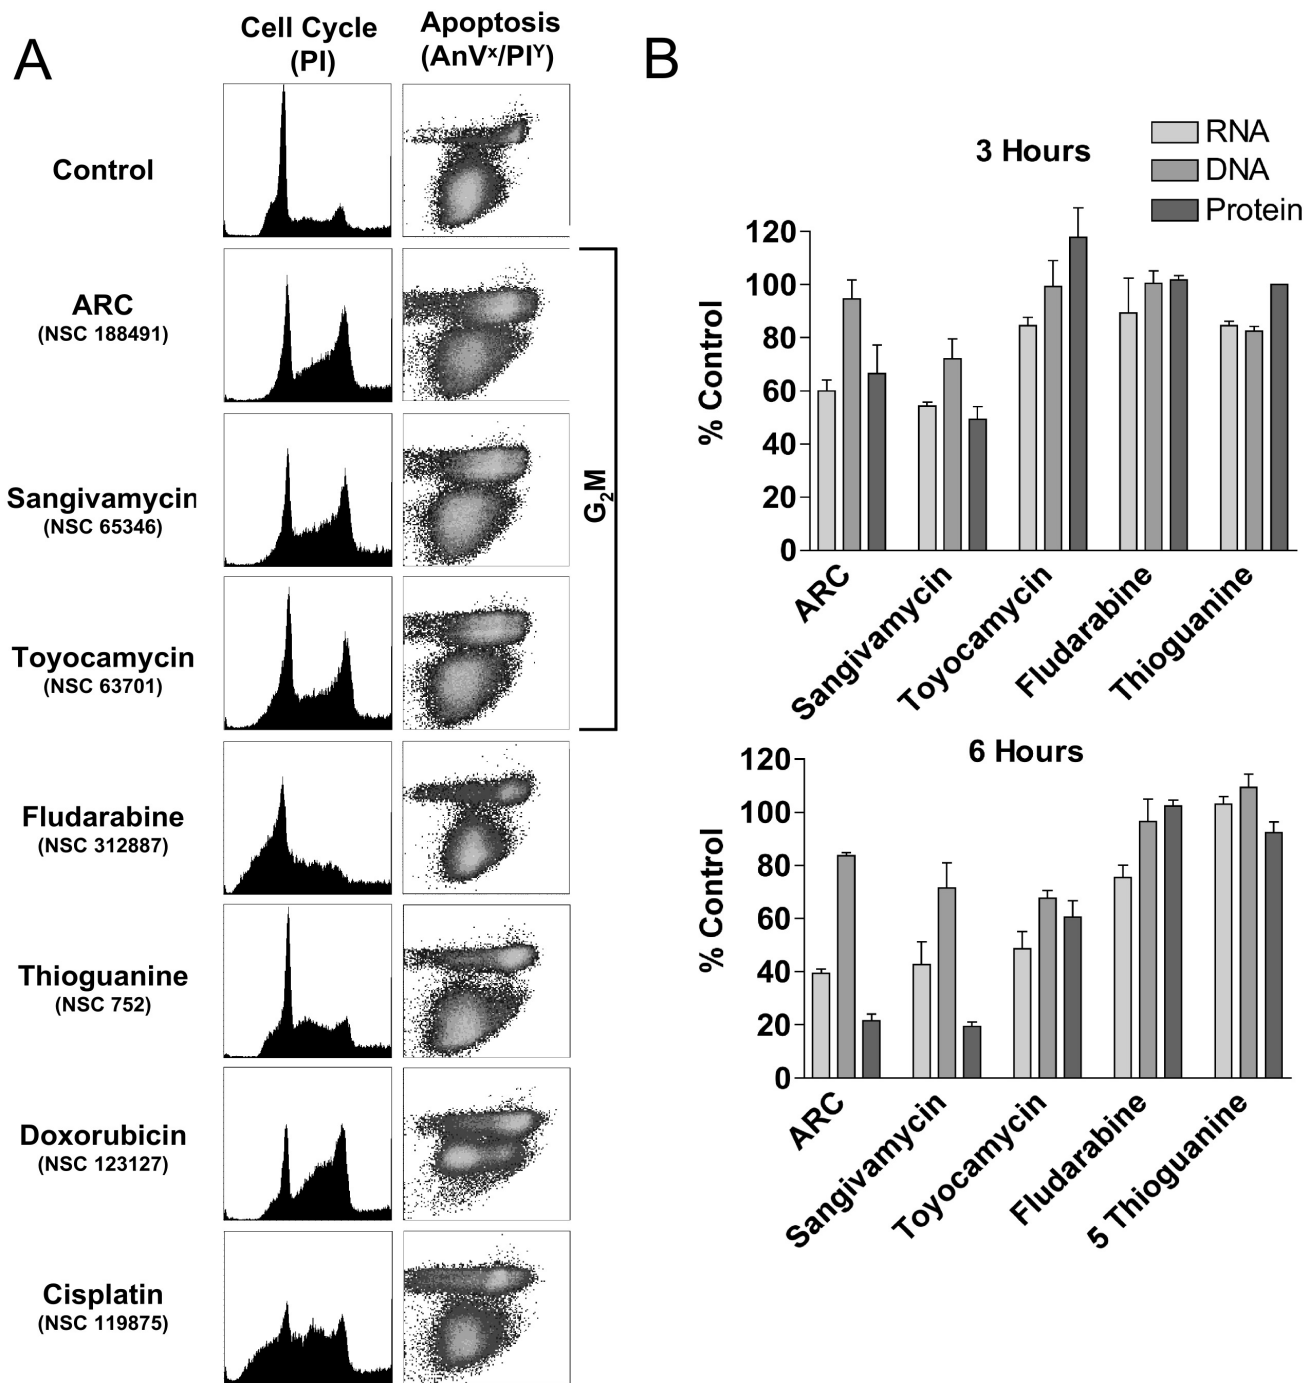 A
Cell Cycle
(PI)
Apoptosis
(AnVˣ/PIʸ)
Control
ARC
(NSC 188491)
Sangivamycin
(NSC 65346)
Toyocamycin
(NSC 63701)
G₂M
Fludarabine
(NSC 312887)
Thioguanine
(NSC 752)
Doxorubicin
(NSC 123127)
Cisplatin
(NSC 119875)
B
RNA
DNA
Protein
3 Hours
% Control
120
100
80
60
40
20
0
ARC
Sangivamycin
Toyocamycin
Fludarabine
Thioguanine
6 Hours
% Control
120
100
80
60
40
20
0
ARC
Sangivamycin
Toyocamycin
Fludarabine
5 Thioguanine